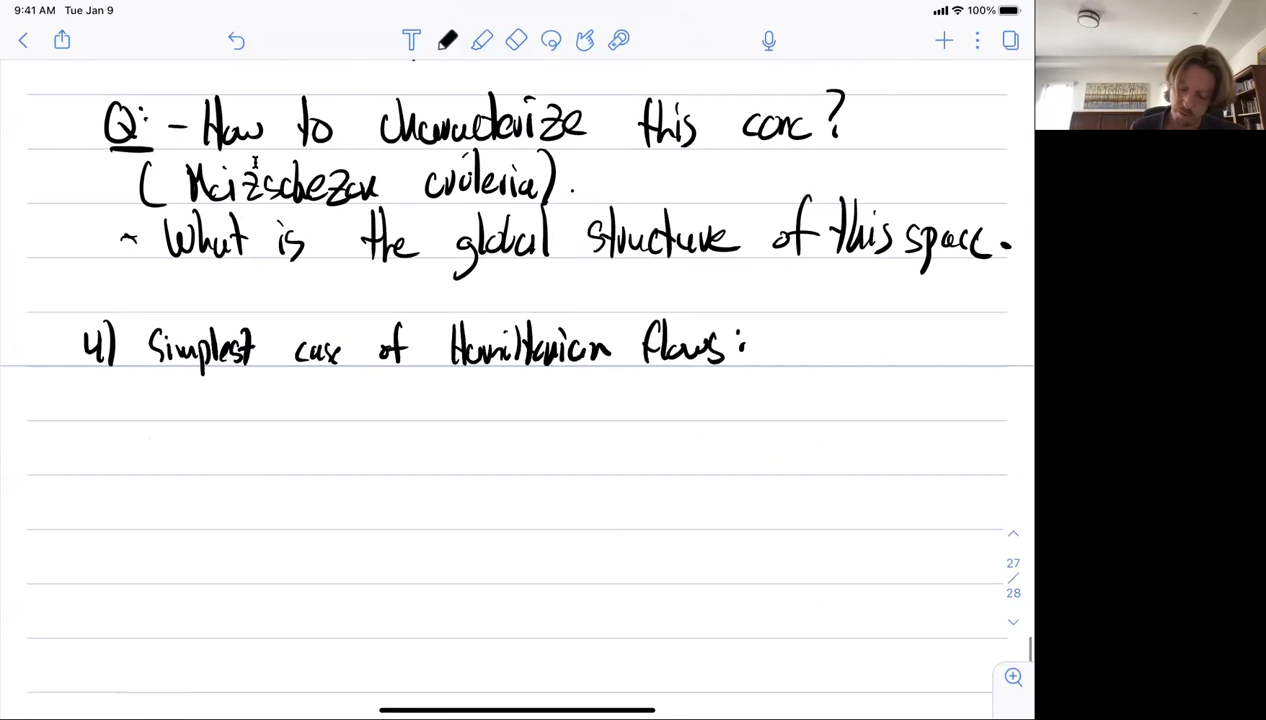 9:41 AM Tue Jan 9
100%
Q: - How to characterize this cone?
( criteria).
- What is the global structure of this space.
4) Simplest case of Hamiltonian flows:
27
/
28